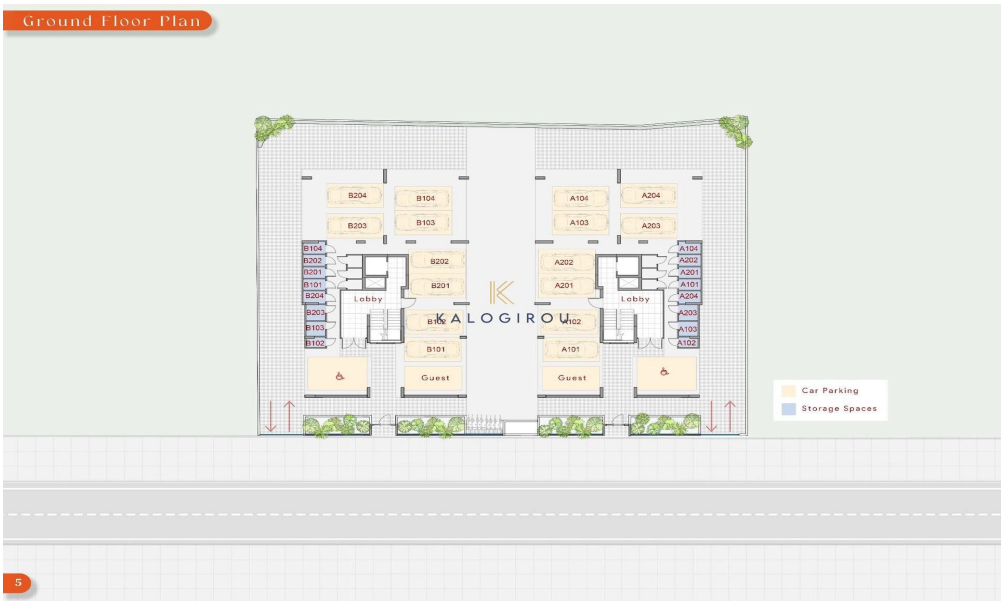 Ground Floor Plan
B204
B104
A104
A204
B203
B103
A103
A203
B104
B202
B201
B101
B204
B203
B103
B102
B202
B201
B102
B101
Guest
Lobby
KALOGIROU
A202
A201
A102
A101
Guest
Lobby
A104
A202
A201
A101
A204
A203
A103
A102
Car Parking
Storage Spaces
5